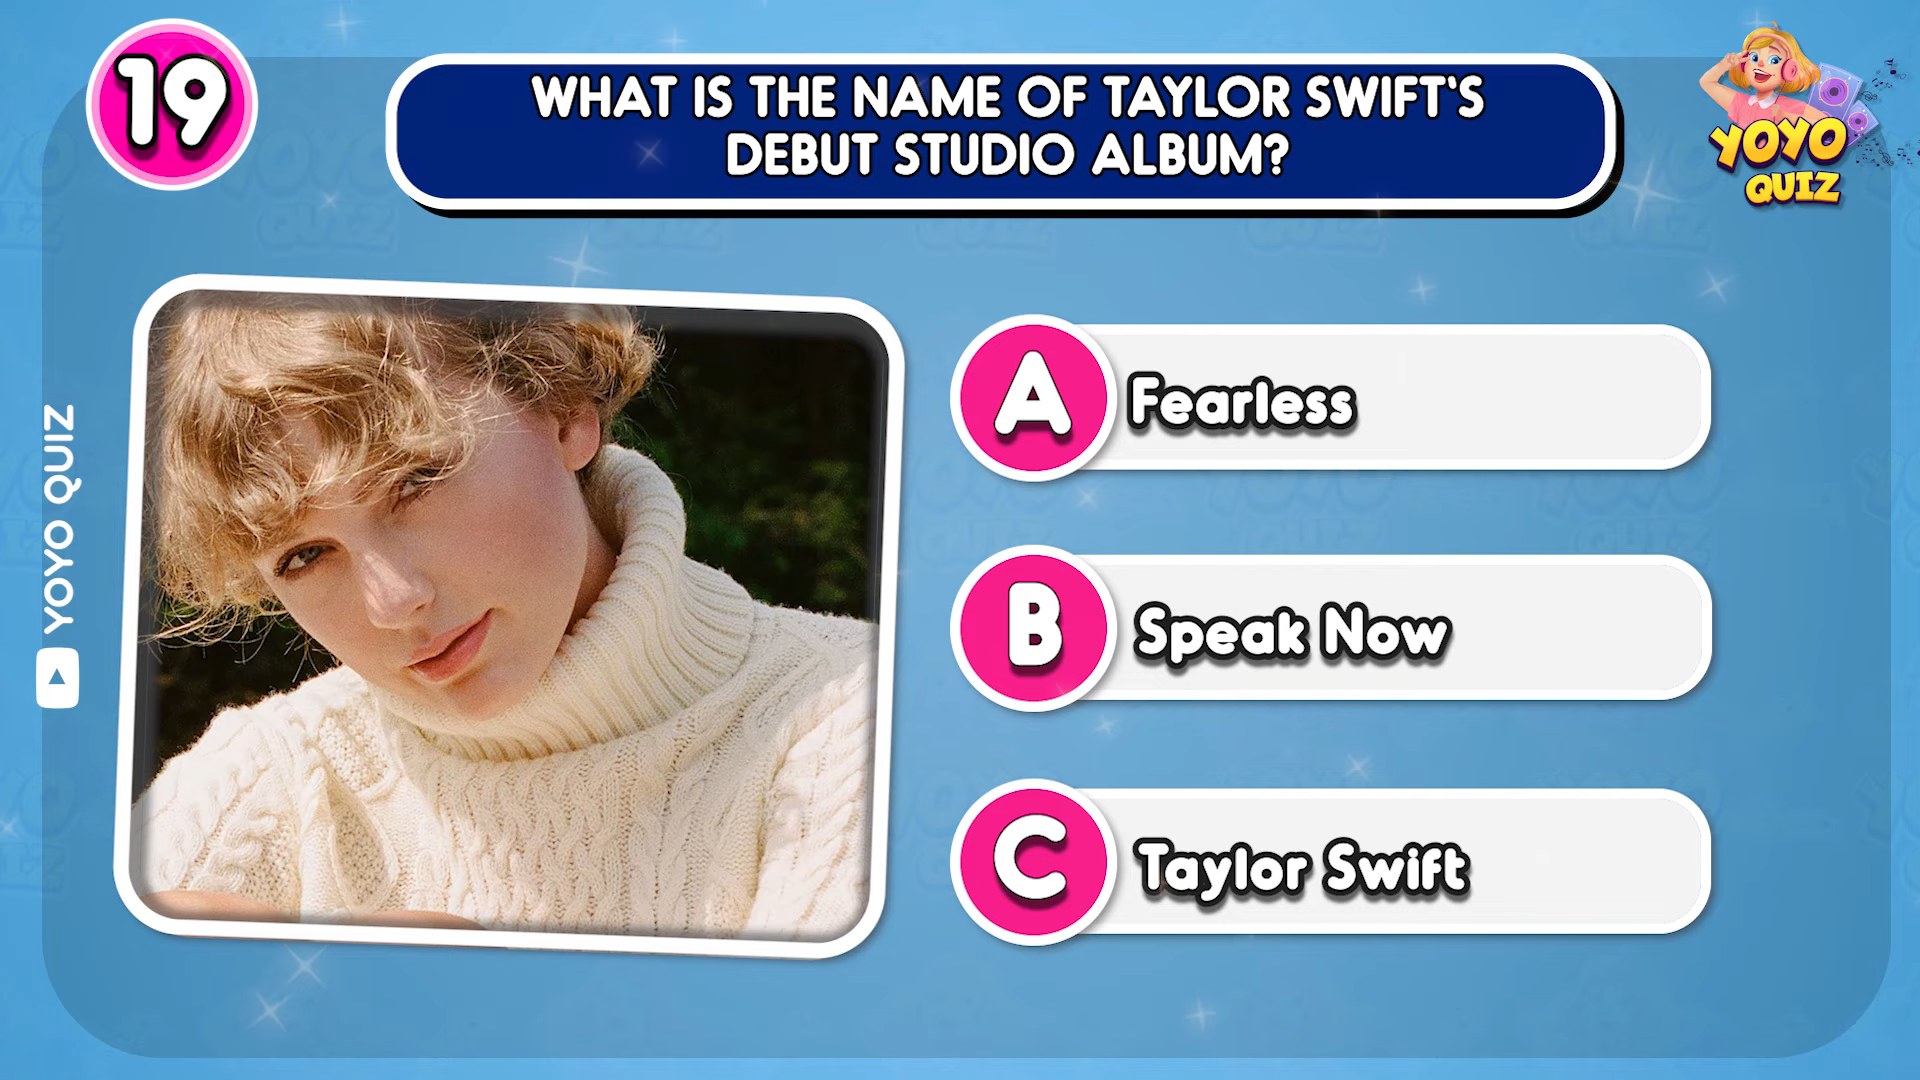 19
WHAT IS THE NAME OF TAYLOR SWIFT'S
DEBUT STUDIO ALBUM?
YOYO
QUIZ
YOYO QUIZ
A Fearless
B Speak Now
C Taylor Swift